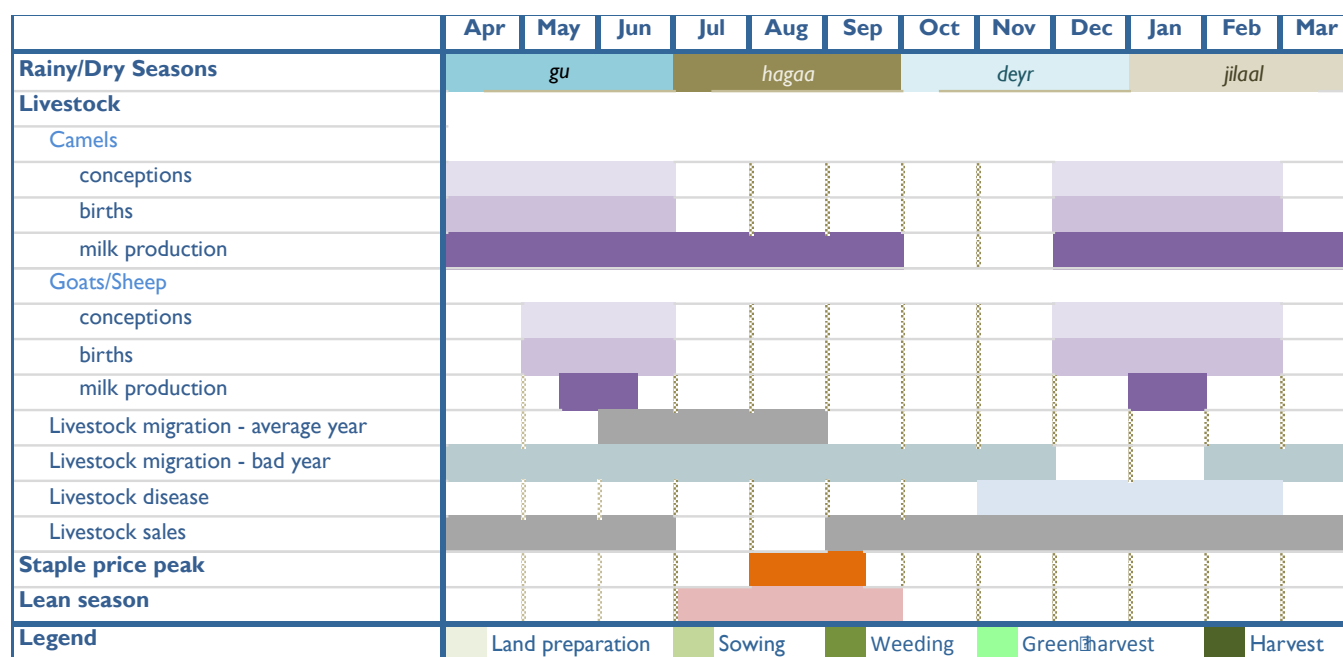 Apr May Jun Jul Aug Sep Oct Nov Dec Jan Feb Mar
Rainy/Dry Seasons gu hagaa deyr jilaal
Livestock
Camels
conceptions
births
milk production
Goats/Sheep
conceptions
births
milk production
Livestock migration - average year
Livestock migration - bad year
Livestock disease
Livestock sales
Staple price peak
Lean season
Legend Land preparation Sowing Weeding Green harvest Harvest